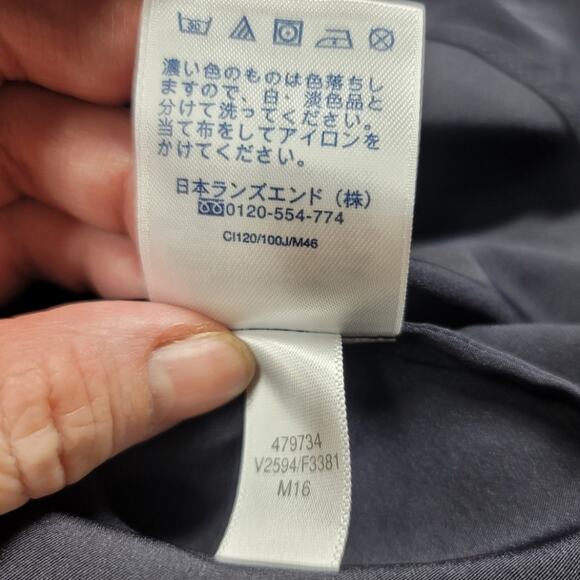 30
濃い色のものは色落ちし
ますので、白・淡色品と
分けて洗ってください。
当て布をしてアイロンを
かけてください。
日本ランズエンド（株）
0120-554-774
CI120/100J/M46
479734
V2594/F3381
M16